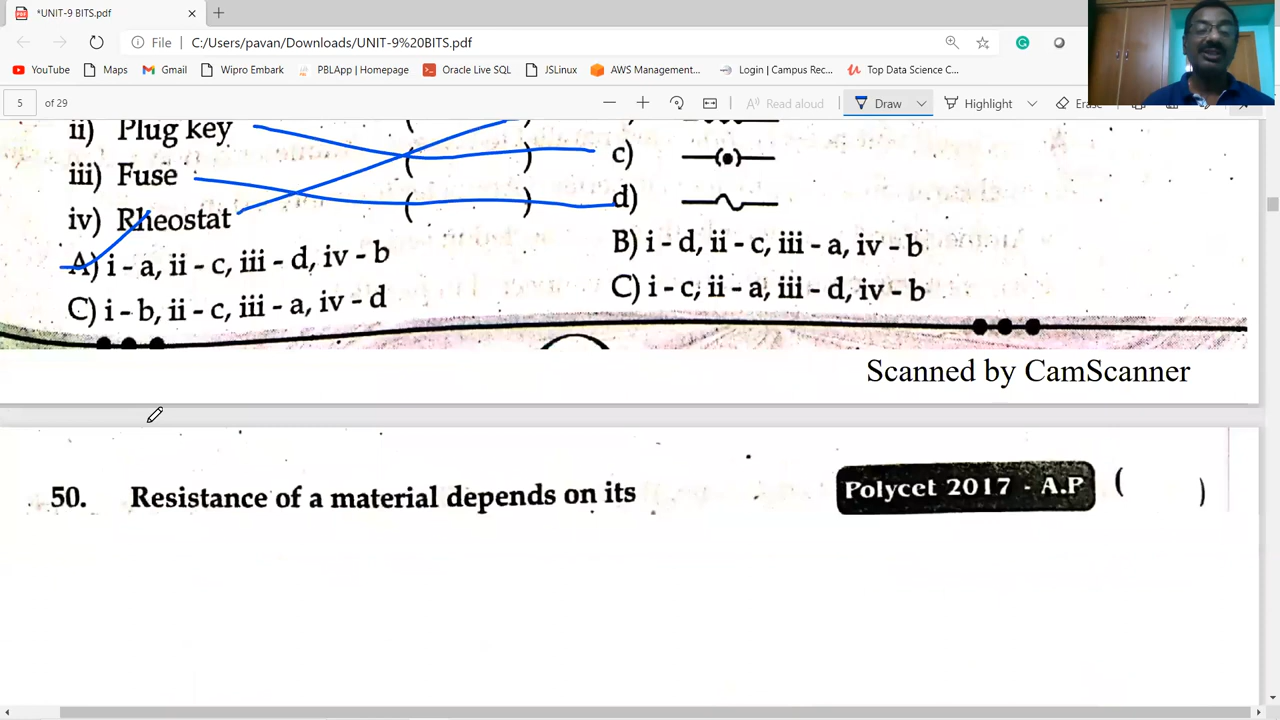 *UNIT-9 BITS.pdf
File C:/Users/pavan/Downloads/UNIT-9%20BITS.pdf
YouTube Maps Gmail Wipro Embark PBLApp | Homepage Oracle Live SQL JSLinux AWS Management... Login | Campus Rec... Top Data Science C...
5 of 29 Read aloud Draw Highlight Erase
ii) Plug key ( )
iii) Fuse ( ) c)
iv) Rheostat ( ) d)
A) i - a, ii - c, iii - d, iv - b B) i - d, ii - c, iii - a, iv - b
C) i - b, ii - c, iii - a, iv - d C) i - c, ii - a, iii - d, iv - b
Scanned by CamScanner
50. Resistance of a material depends on its Polycet 2017 - A.P ( )